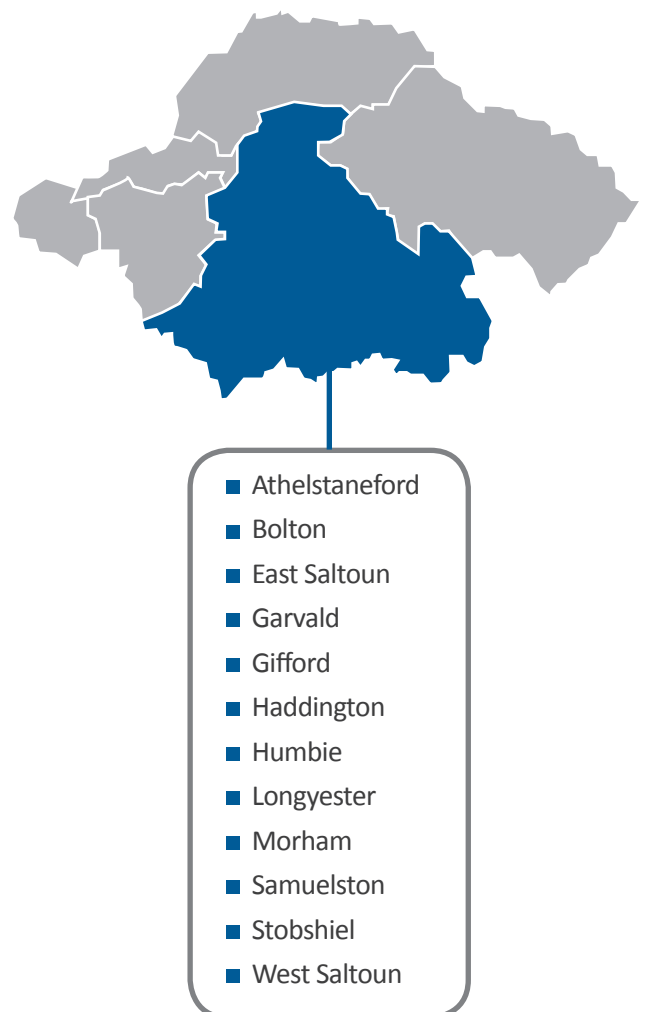 Athelstaneford
Bolton
East Saltoun
Garvald
Gifford
Haddington
Humbie
Longyester
Morham
Samuelston
Stobshiel
West Saltoun